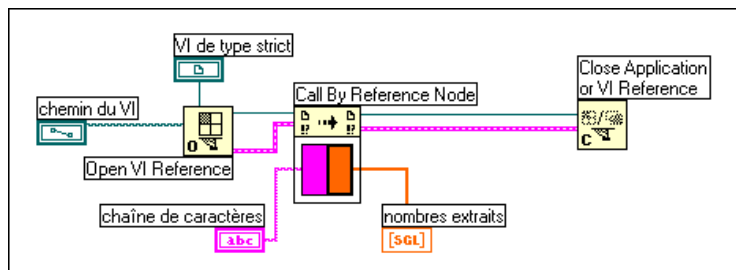 VI de type strict
Close Application
or VI Reference
chemin du VI
Call By Reference Node
O
C
Open VI Reference
chaîne de caractères
nombres extraits
abc
[SGL]